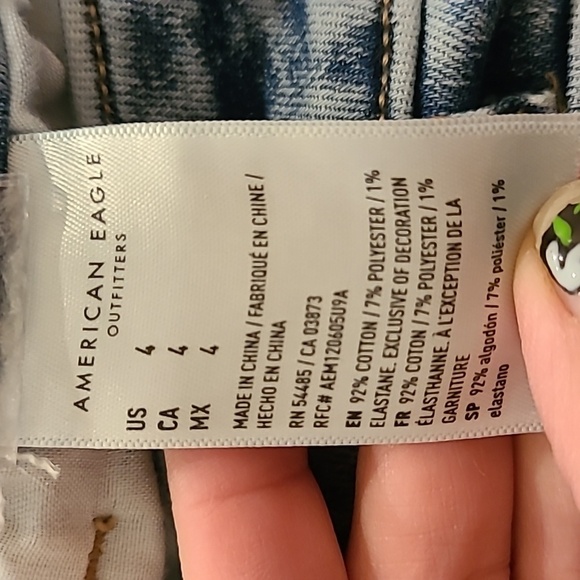 AMERICAN EAGLE
OUTFITTERS
US 4
CA 4
MX 4
MADE IN CHINA / FABRIQUÉ EN CHINE /
HECHO EN CHINA
RN 54485 / CA 03873
RFC# AEM120605U9A
EN 92% COTTON / 7% POLYESTER / 1%
ELASTANE, EXCLUSIVE OF DECORATION
FR 92% COTON / 7% POLYESTER / 1%
ÉLASTHANNE, À L'EXCEPTION DE LA
GARNITURE
SP 92% algodón / 7% poliéster / 1%
elastano